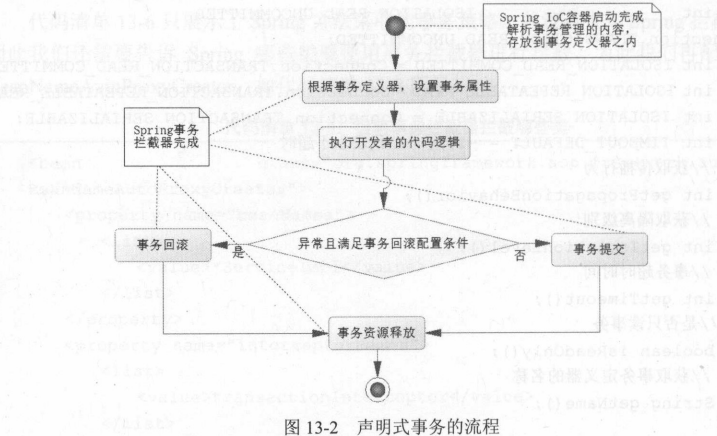 Spring IoC容器启动完成
解析事务管理的内容，
存放到事务定义器之内
根据事务定义器，设置事务属性
Spring事务
拦截器完成
执行开发者的代码逻辑
事务回滚
是
异常且满足事务回滚配置条件
否
事务提交
事务资源释放
图 13-2 声明式事务的流程